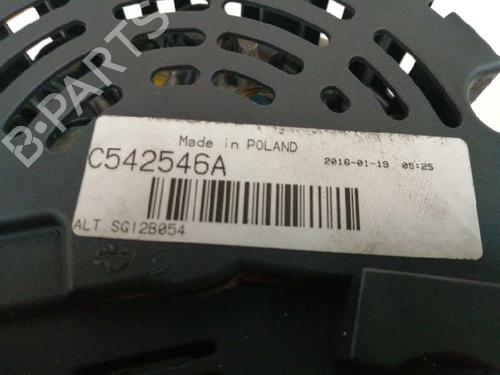 B-PARTS
Made in POLAND
C542546A
2016-01-19 05:25
ALT. SG12B054